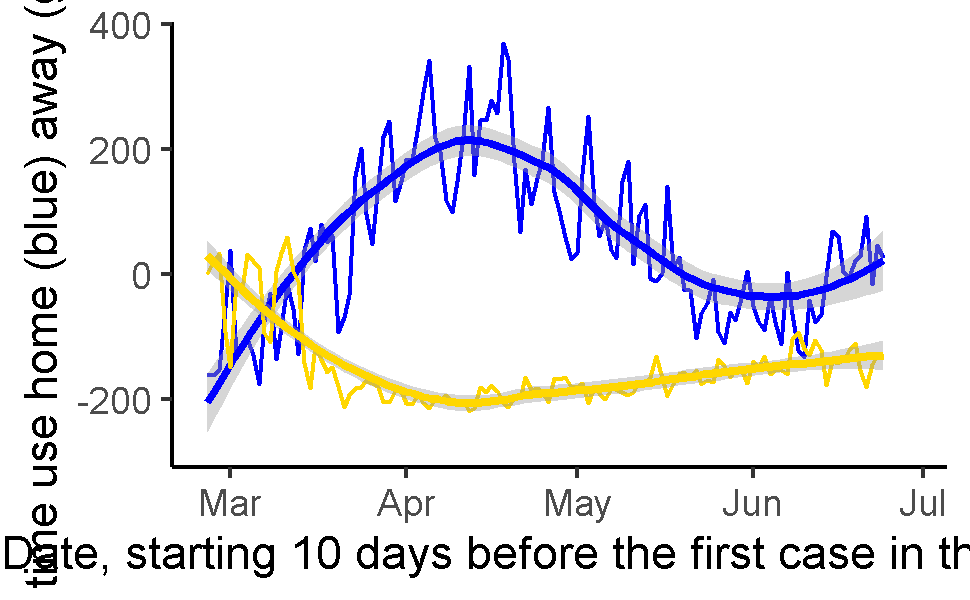 time use home (blue) away (
400
200
0
-200
Mar Apr May Jun Jul
Date, starting 10 days before the first case in th